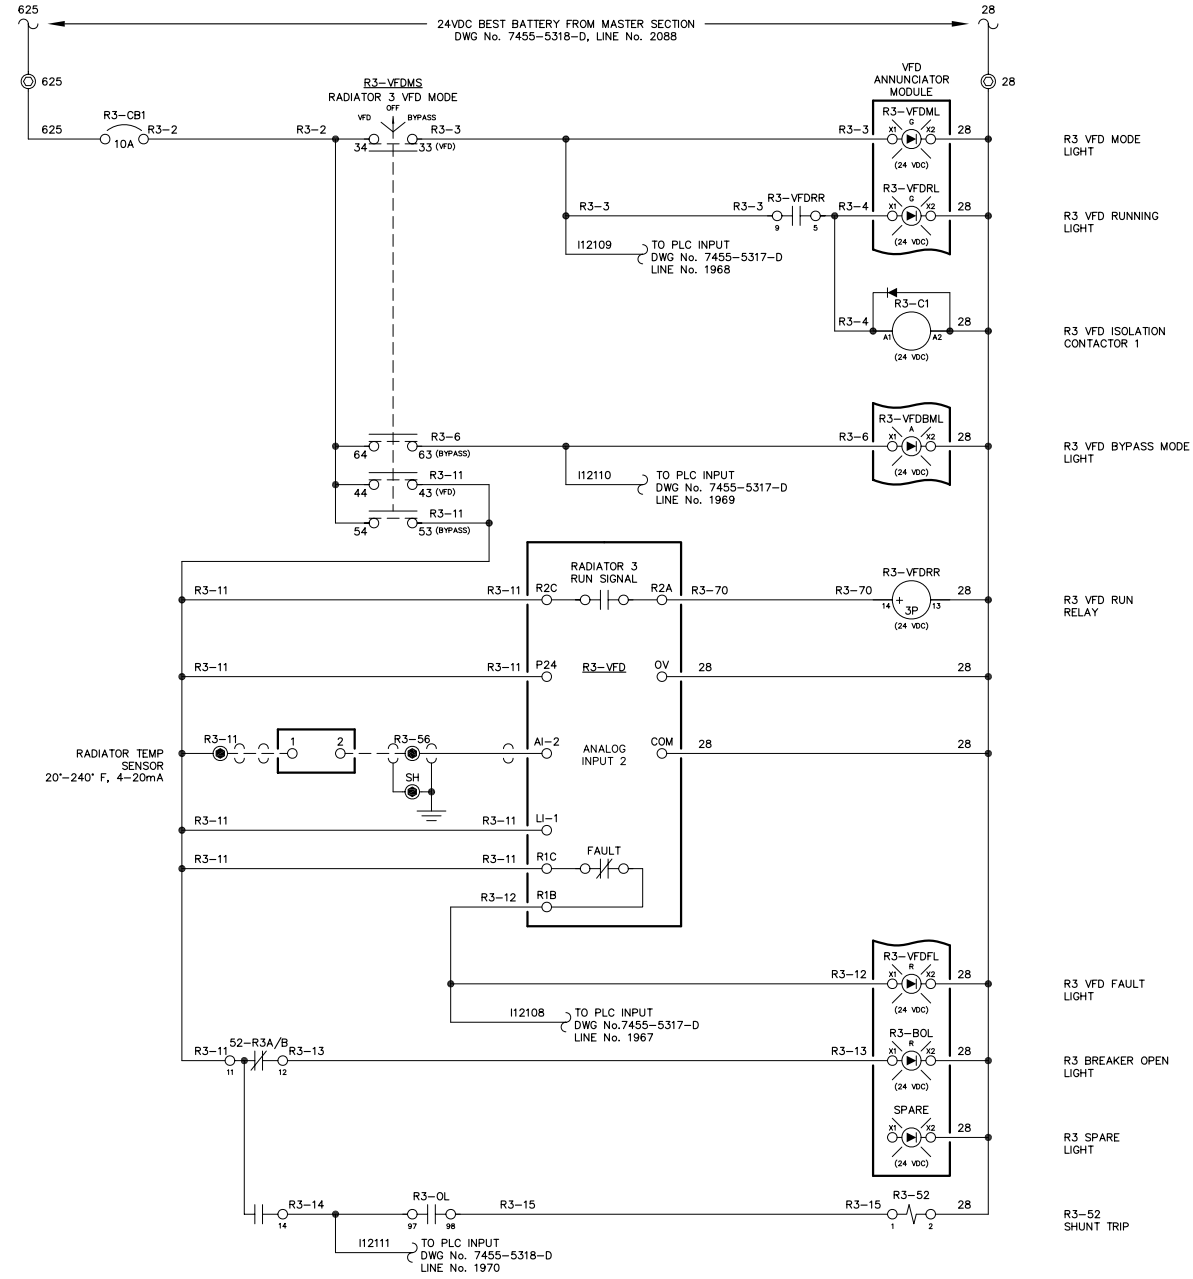 625
28
24VDC BEST BATTERY FROM MASTER SECTION
DWG No. 7455-5318-D, LINE No. 2088
625
28
R3-VFDMS
RADIATOR 3 VFD MODE
OFF
VFD
BYPASS
VFD
ANNUNCIATOR
MODULE
625
R3-CB1
10A
R3-2
R3-2
34
33 (VFD)
R3-3
R3-3
R3-VFDML
G
X1
X2
(24 VDC)
28
R3 VFD MODE
LIGHT
R3-3
R3-3
R3-VFDRR
9
5
R3-4
R3-VFDRL
G
X1
X2
(24 VDC)
28
R3 VFD RUNNING
LIGHT
I12109
TO PLC INPUT
DWG No. 7455-5317-D
LINE No. 1968
R3-4
R3-C1
A1
A2
(24 VDC)
28
R3 VFD ISOLATION
CONTACTOR 1
64
63 (BYPASS)
R3-6
R3-6
R3-VFDBML
A
X1
X2
(24 VDC)
28
R3 VFD BYPASS MODE
LIGHT
44
43 (VFD)
R3-11
I12110
TO PLC INPUT
DWG No. 7455-5317-D
LINE No. 1969
54
53 (BYPASS)
R3-11
R3-11
R3-11
R2C
RADIATOR 3
RUN SIGNAL
R2A
R3-70
R3-70
R3-VFDRR
14
+
3P
13
(24 VDC)
28
R3 VFD RUN
RELAY
R3-11
R3-11
P24
R3-VFD
OV
28
28
RADIATOR TEMP
SENSOR
20°-240° F, 4-20mA
R3-11
1
2
R3-56
SH
AI-2
ANALOG
INPUT 2
COM
28
28
R3-11
R3-11
LI-1
R3-11
R3-11
R1C
FAULT
R3-12
R1B
R3-12
R3-VFDFL
R
X1
X2
(24 VDC)
28
R3 VFD FAULT
LIGHT
I12108
TO PLC INPUT
DWG No.7455-5317-D
LINE No. 1967
R3-11
11
52-R3A/B
12
R3-13
R3-13
R3-BOL
R
X1
X2
(24 VDC)
28
R3 BREAKER OPEN
LIGHT
SPARE
X1
X2
(24 VDC)
28
R3 SPARE
LIGHT
14
R3-14
R3-OL
97
98
R3-15
R3-15
R3-52
1
2
28
R3-52
SHUNT TRIP
I12111
TO PLC INPUT
DWG No. 7455-5318-D
LINE No. 1970